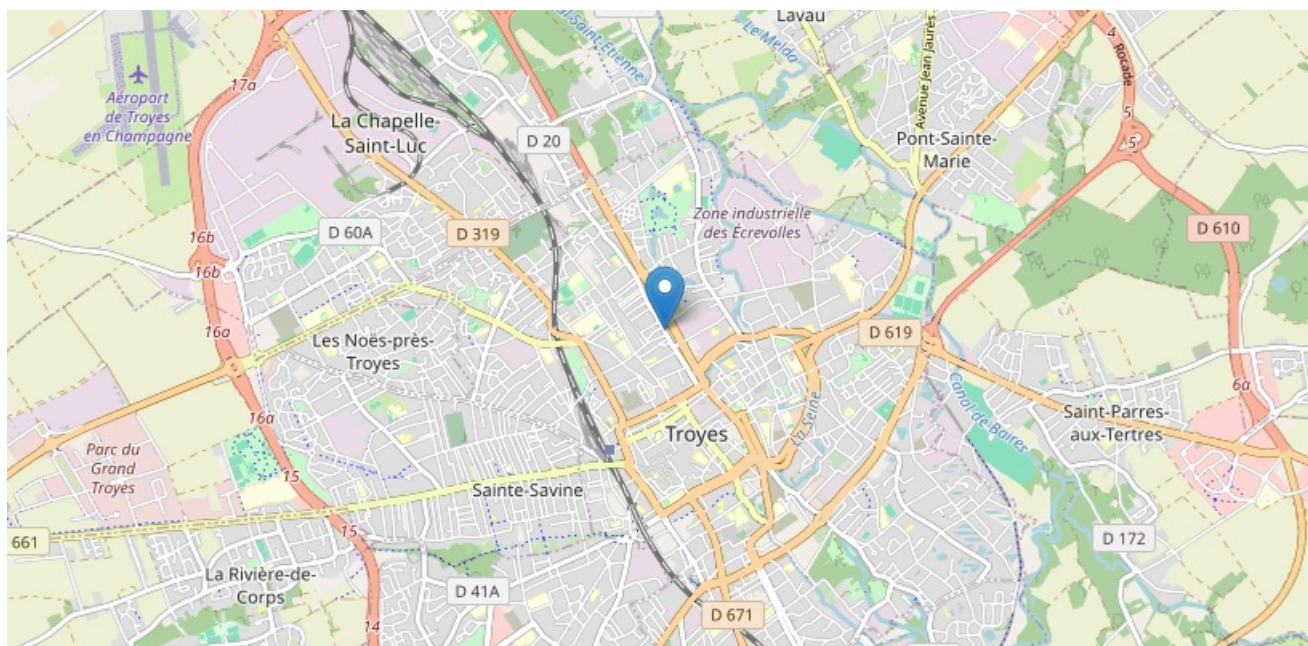 Lavau
Le Melda
Avenue Jean Jaurès
4
Rocade
5
5
17a
Aéroport
de Troyes
en Champagne
La Chapelle-
Saint-Luc
D 20
Pont-Sainte-
Marie
Zone industrielle
des Écrevolles
D 60A
D 319
D 610
16b
16b
16a
Les Noës-près-
Troyes
D 619
Canal de Baires
6a
16a
Saint-Parres-
aux-Tertres
La Seine
Troyes
Parc du
Grand
Troyes
15
Sainte-Savine
661
15
D 172
La Rivière-de-
Corps
D 41A
D 671
14